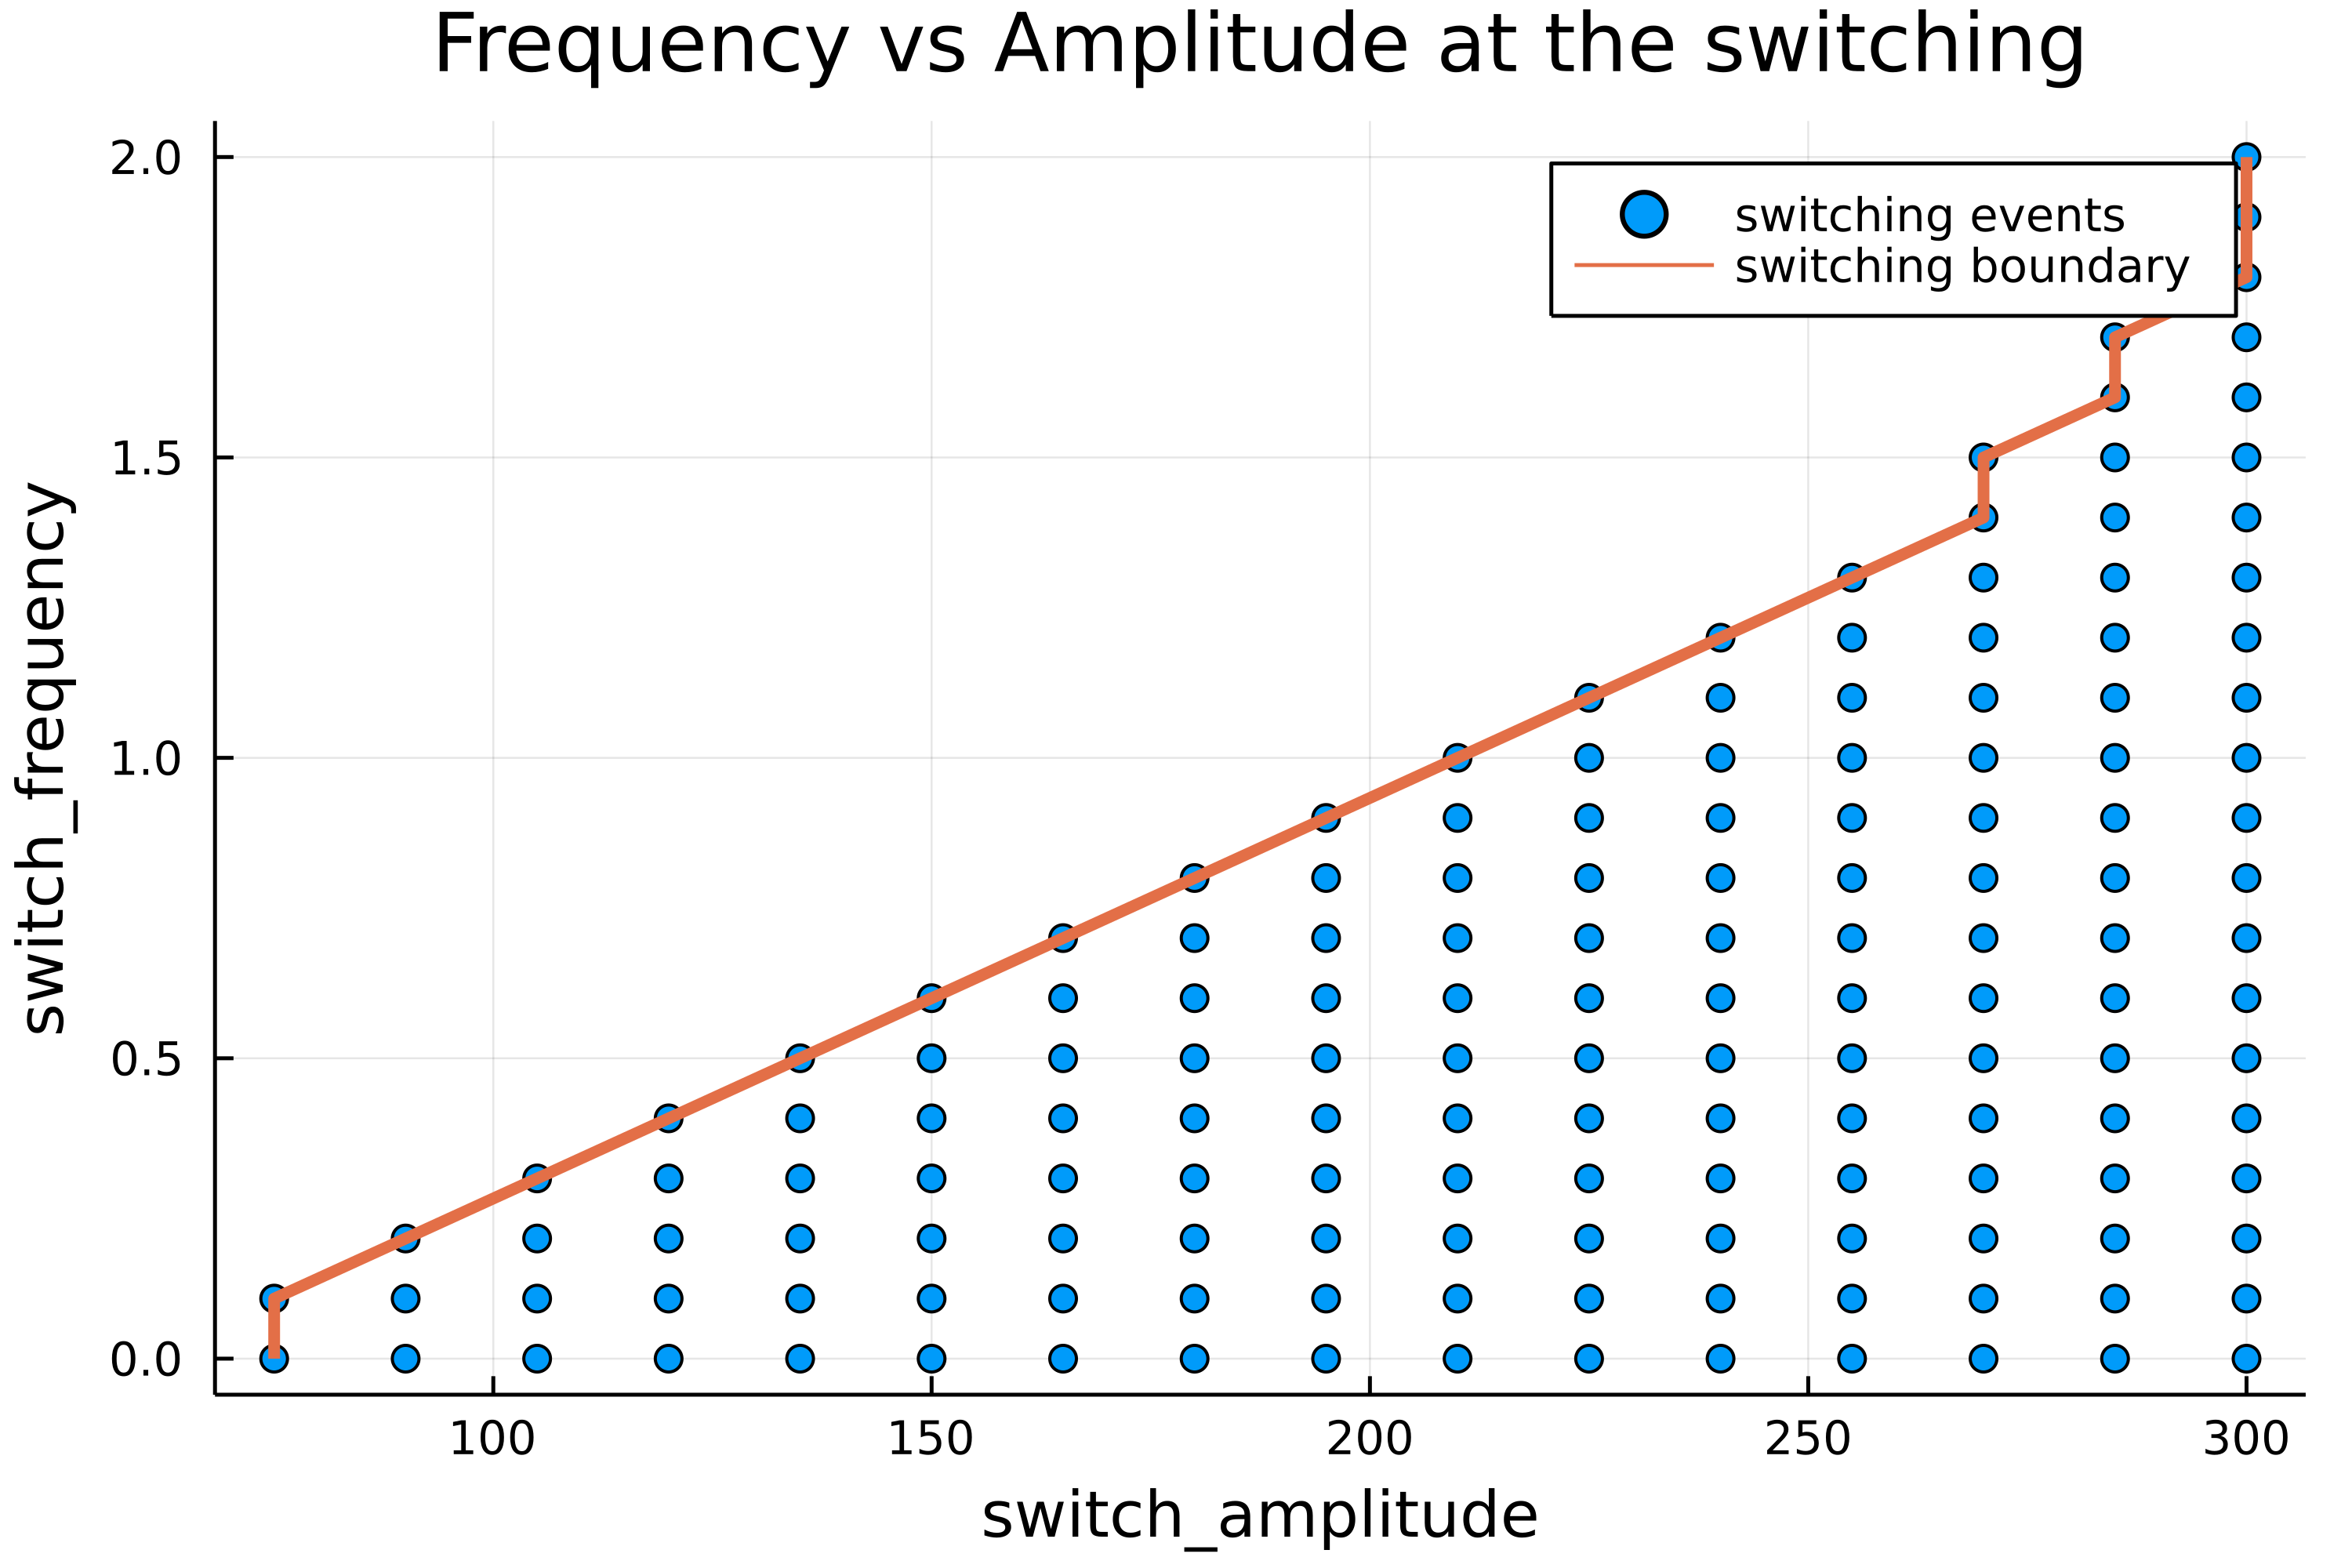 Frequency vs Amplitude at the switching
switching events
switching boundary
switch_frequency
2.0
1.5
1.0
0.5
0.0
100 150 200 250 300
switch_amplitude